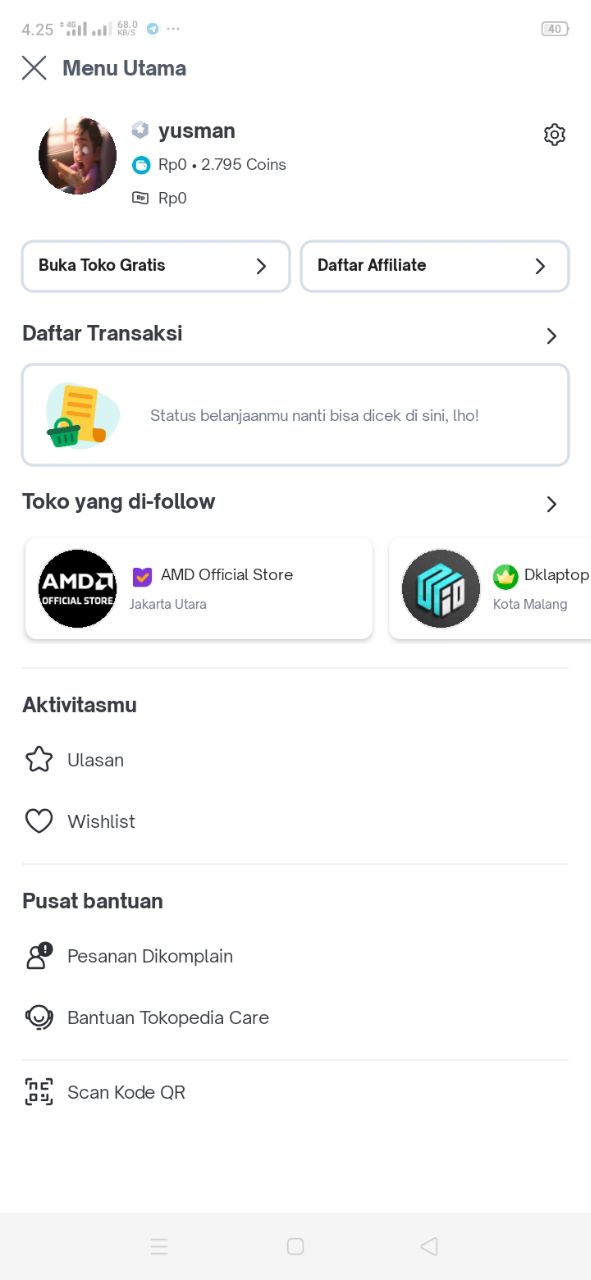 4.25 4G 68.0 KB/S 40
Menu Utama
yusman
Rp0 • 2.795 Coins
Rp Rp0
Buka Toko Gratis
Daftar Affiliate
Daftar Transaksi
Status belanjaanmu nanti bisa dicek di sini, lho!
Toko yang di-follow
AMD OFFICIAL STORE
AMD Official Store
Jakarta Utara
Dklaptop
Kota Malang
Aktivitasmu
Ulasan
Wishlist
Pusat bantuan
Pesanan Dikomplain
Bantuan Tokopedia Care
Scan Kode QR